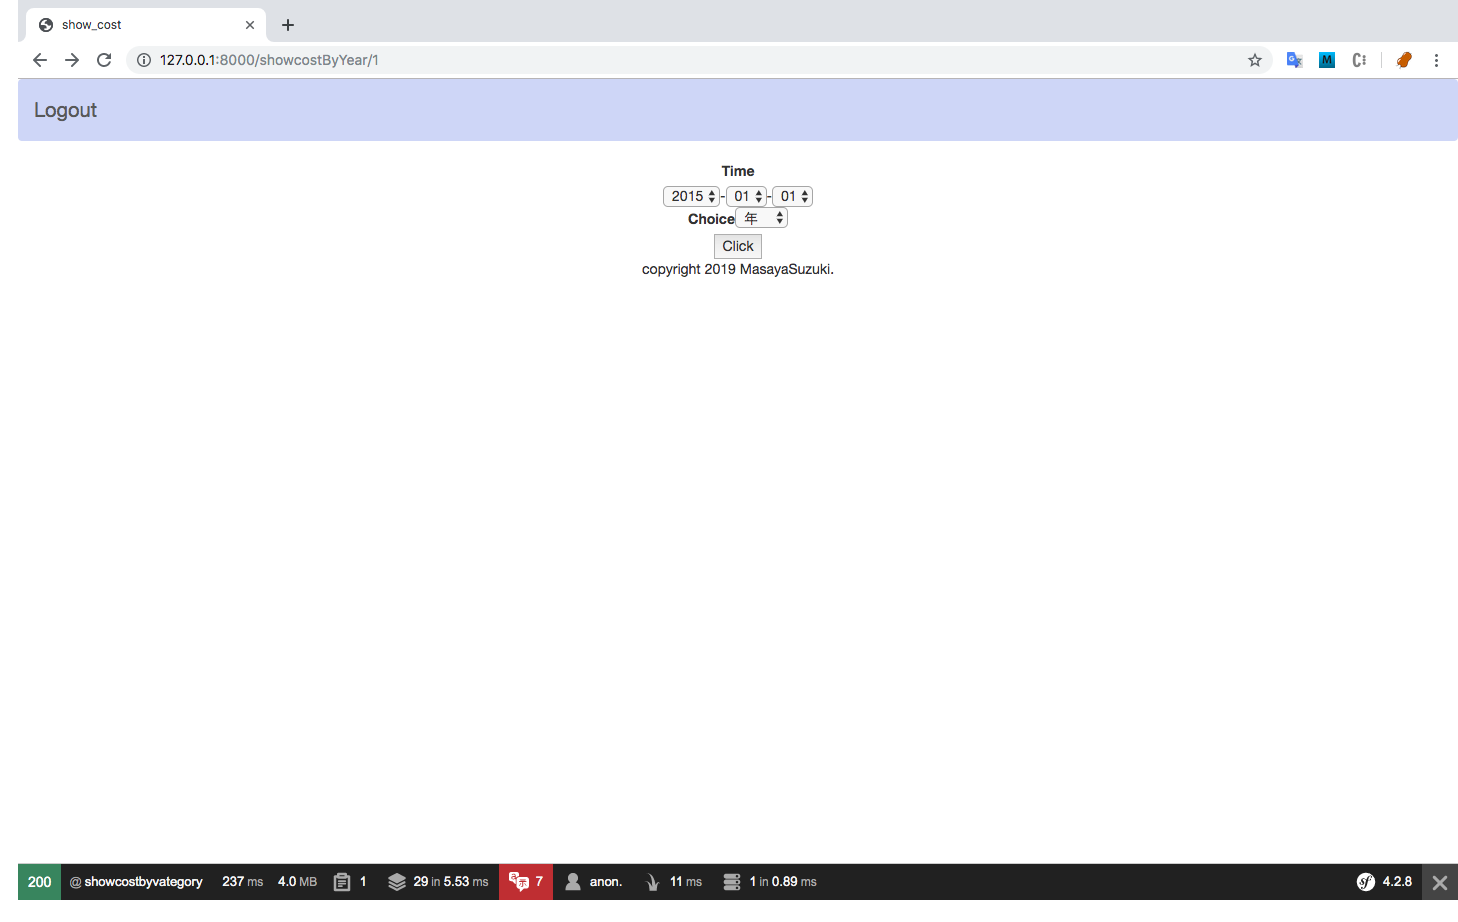 show_cost
127.0.0.1:8000/showcostByYear/1
Logout
Time
2015 - 01 - 01
Choice 年
Click
copyright 2019 MasayaSuzuki.
200 @ showcostbyvategory 237 ms 4.0 MB 1 29 in 5.53 ms 7 anon. 11 ms 1 in 0.89 ms sf 4.2.8